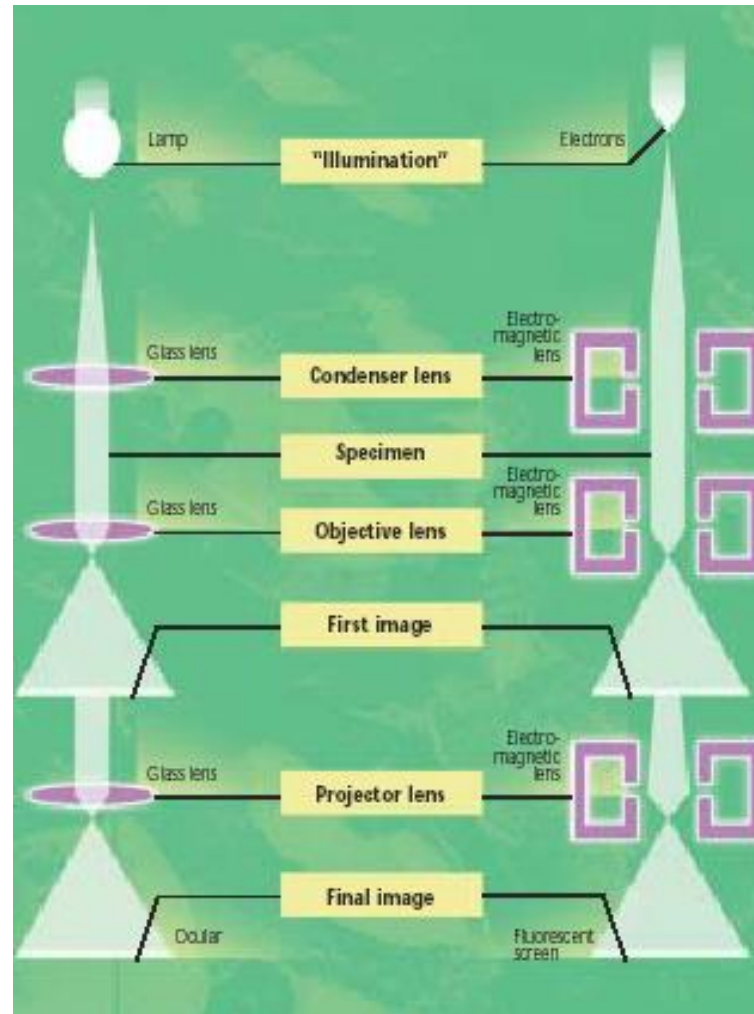 Lamp
"Illumination"
Electrons
Glass lens
Condenser lens
Electro-
magnetic
lens
Specimen
Glass lens
Objective lens
Electro-
magnetic
lens
First image
Glass lens
Projector lens
Electro-
magnetic
lens
Final image
Ocular
Fluorescent
screen